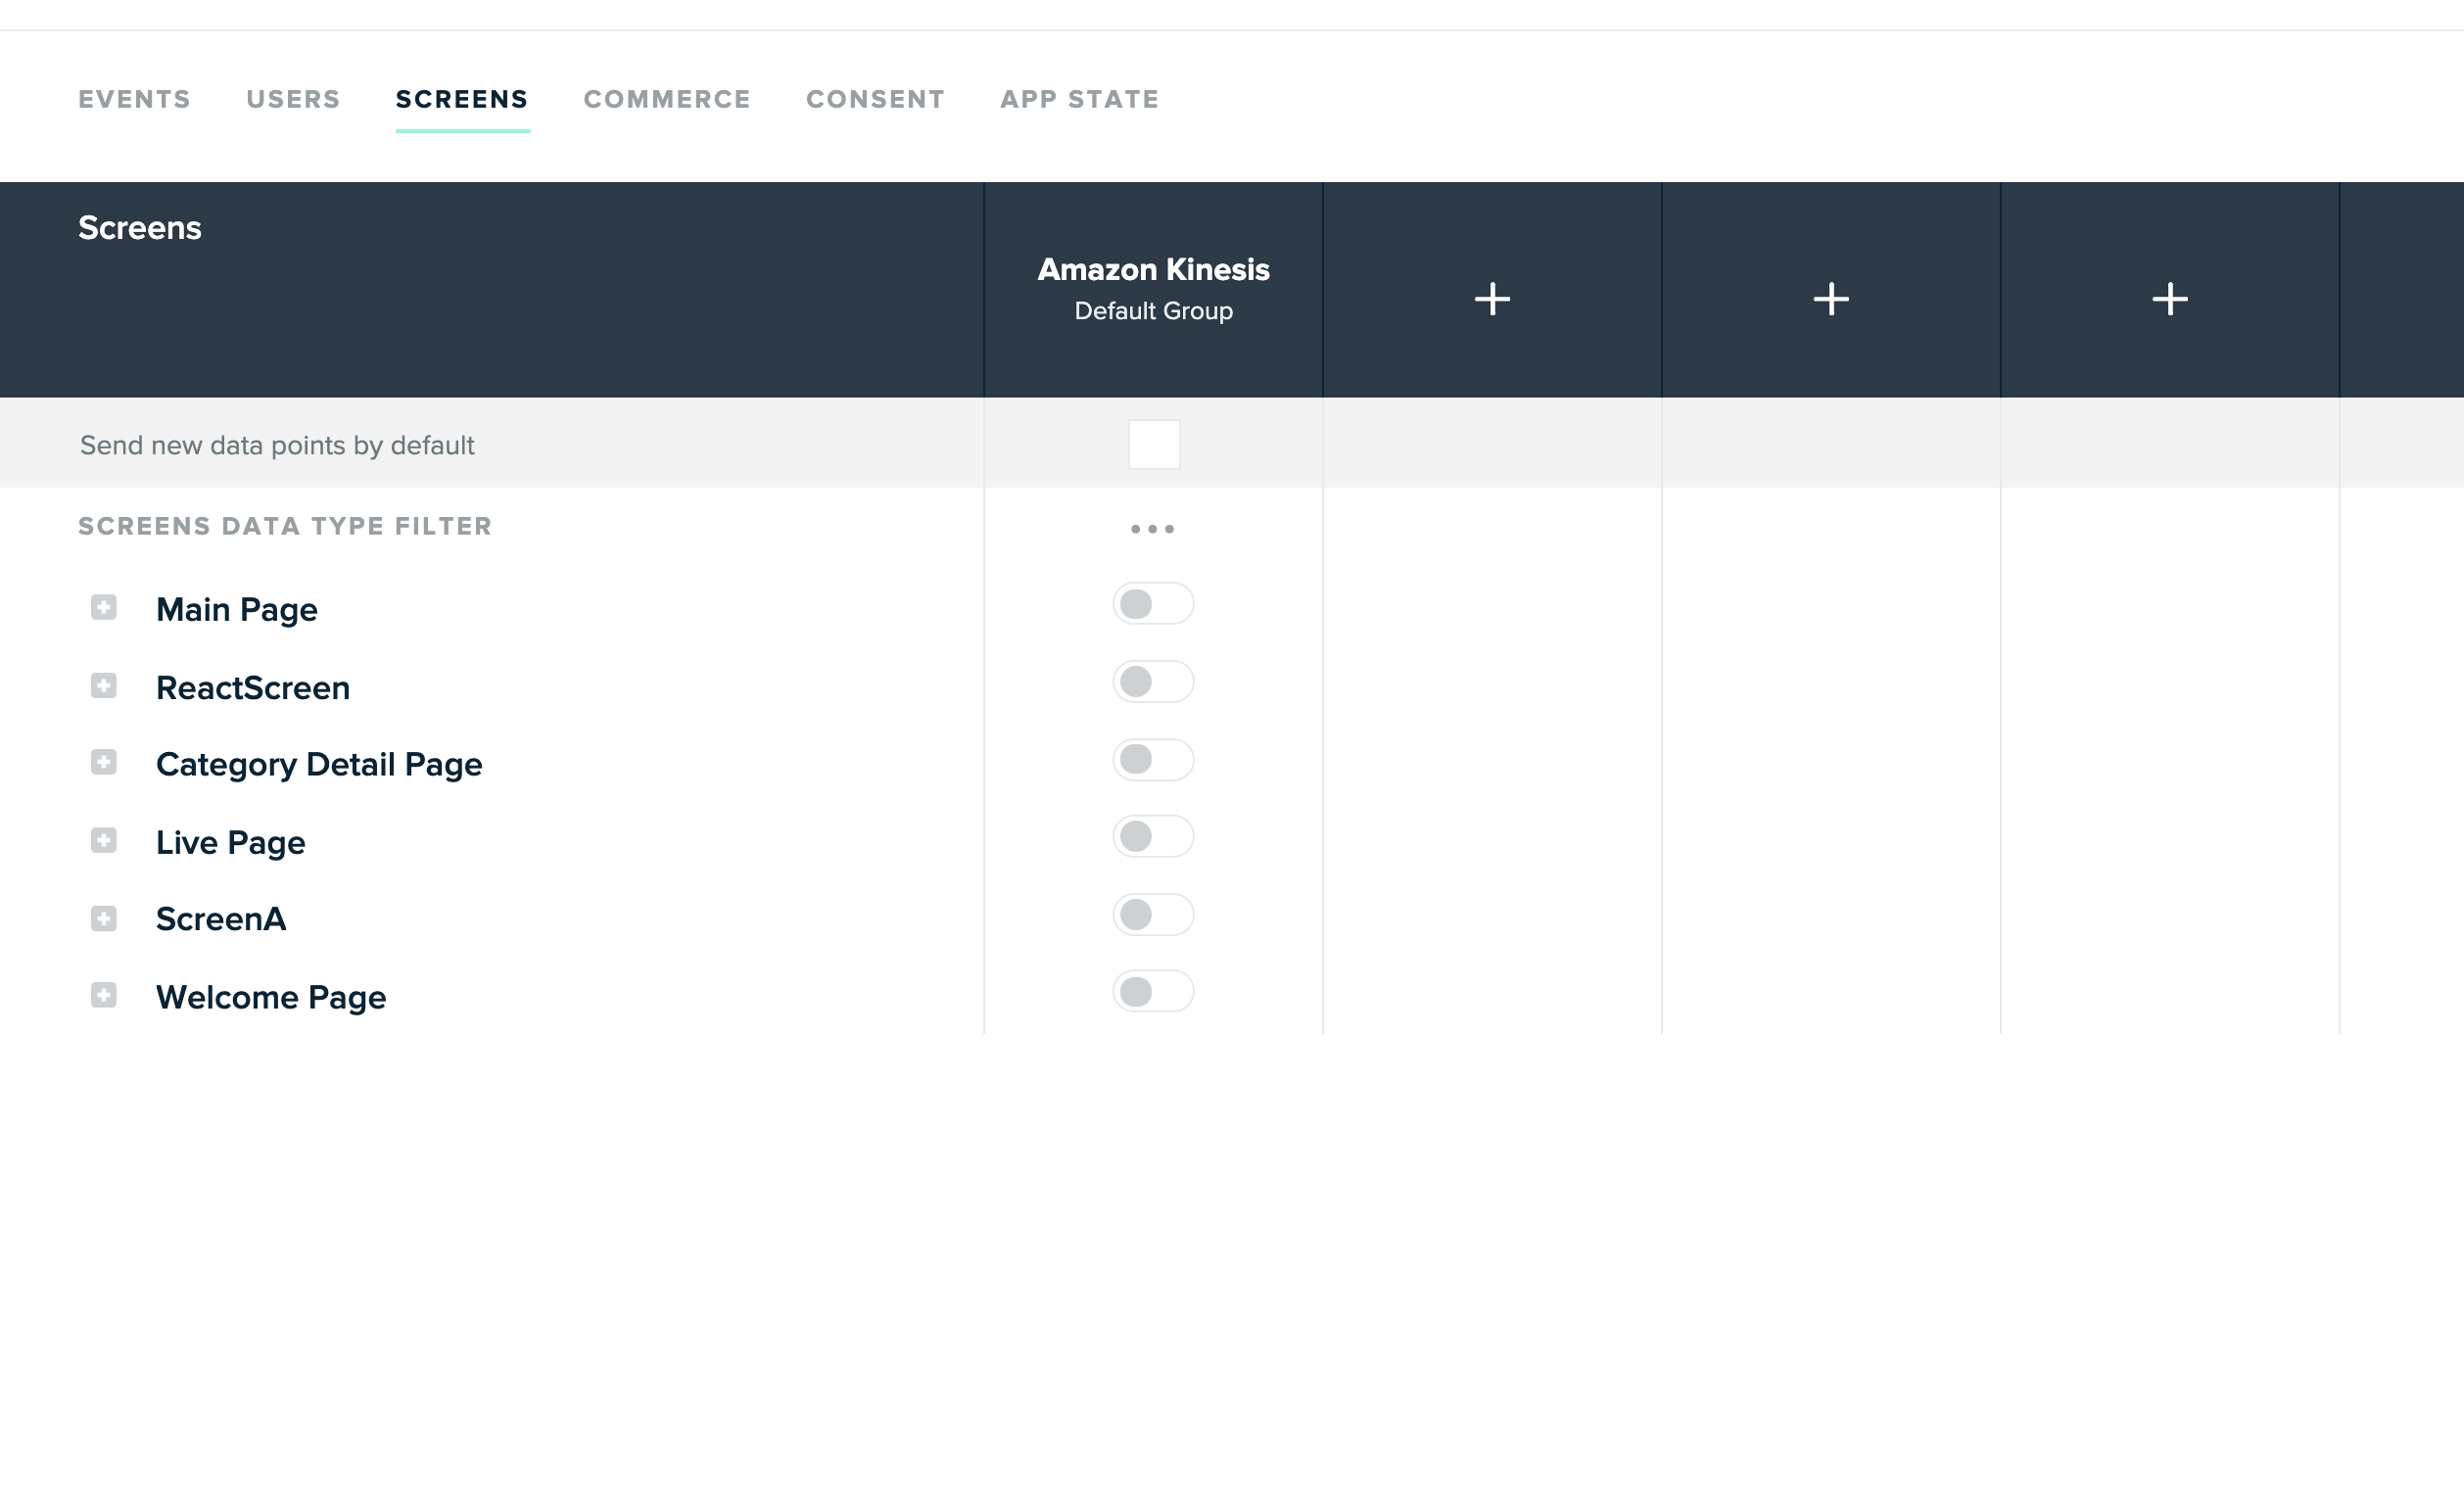 EVENTS USERS SCREENS COMMERCE CONSENT APP STATE
Screens
Amazon Kinesis
Default Group
Send new data points by default
SCREENS DATA TYPE FILTER
Main Page
ReactScreen
Category Detail Page
Live Page
ScreenA
Welcome Page